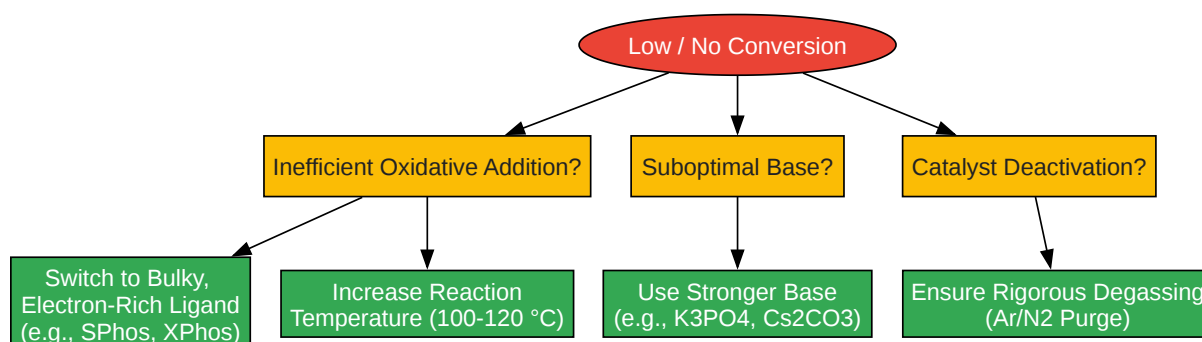 Low / No Conversion
Inefficient Oxidative Addition?
Suboptimal Base?
Catalyst Deactivation?
Switch to Bulky,
Electron-Rich Ligand
(e.g., SPhos, XPhos)
Increase Reaction
Temperature (100-120 °C)
Use Stronger Base
(e.g., K3PO4, Cs2CO3)
Ensure Rigorous Degassing
(Ar/N2 Purge)